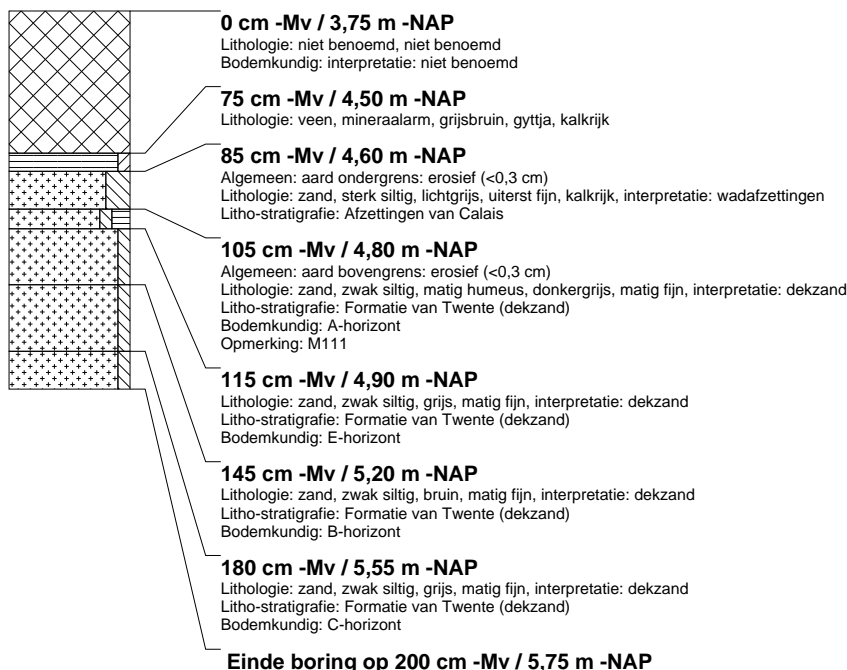 0 cm -Mv / 3,75 m -NAP
Lithologie: niet benoemd, niet benoemd
Bodemkundig: interpretatie: niet benoemd
75 cm -Mv / 4,50 m -NAP
Lithologie: veen, mineraalarm, grijsbruin, gyttja, kalkrijk
85 cm -Mv / 4,60 m -NAP
Algemeen: aard ondergrens: erosief (<0,3 cm)
Lithologie: zand, sterk siltig, lichtgrijs, uiterst fijn, kalkrijk, interpretatie: wadafzettingen
Litho-stratigrafie: Afzettingen van Calais
105 cm -Mv / 4,80 m -NAP
Algemeen: aard bovengrens: erosief (<0,3 cm)
Lithologie: zand, zwak siltig, matig humeus, donkergrijs, matig fijn, interpretatie: dekzand
Litho-stratigrafie: Formatie van Twente (dekzand)
Bodemkundig: A-horizont
Opmerking: M111
115 cm -Mv / 4,90 m -NAP
Lithologie: zand, zwak siltig, grijs, matig fijn, interpretatie: dekzand
Litho-stratigrafie: Formatie van Twente (dekzand)
Bodemkundig: E-horizont
145 cm -Mv / 5,20 m -NAP
Lithologie: zand, zwak siltig, bruin, matig fijn, interpretatie: dekzand
Litho-stratigrafie: Formatie van Twente (dekzand)
Bodemkundig: B-horizont
180 cm -Mv / 5,55 m -NAP
Lithologie: zand, zwak siltig, grijs, matig fijn, interpretatie: dekzand
Litho-stratigrafie: Formatie van Twente (dekzand)
Bodemkundig: C-horizont
Einde boring op 200 cm -Mv / 5,75 m -NAP